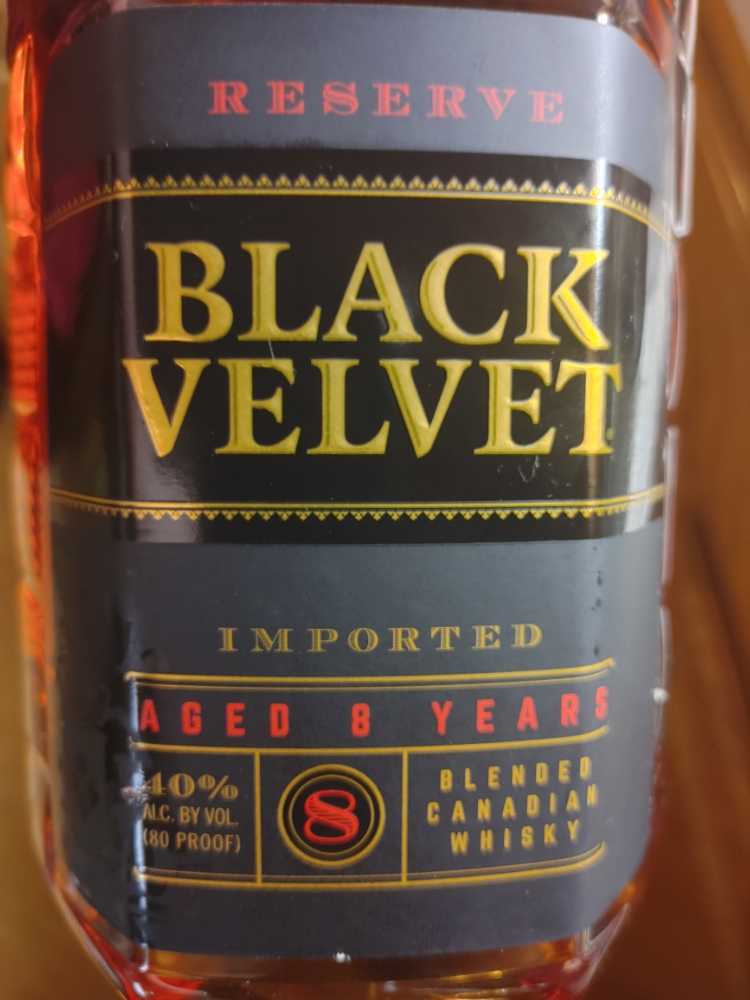 RESERVE
BLACK
VELVET
IMPORTED
AGED 8 YEARS
40%
ALC. BY VOL.
(80 PROOF)
8
BLENDED
CANADIAN
WHISKY